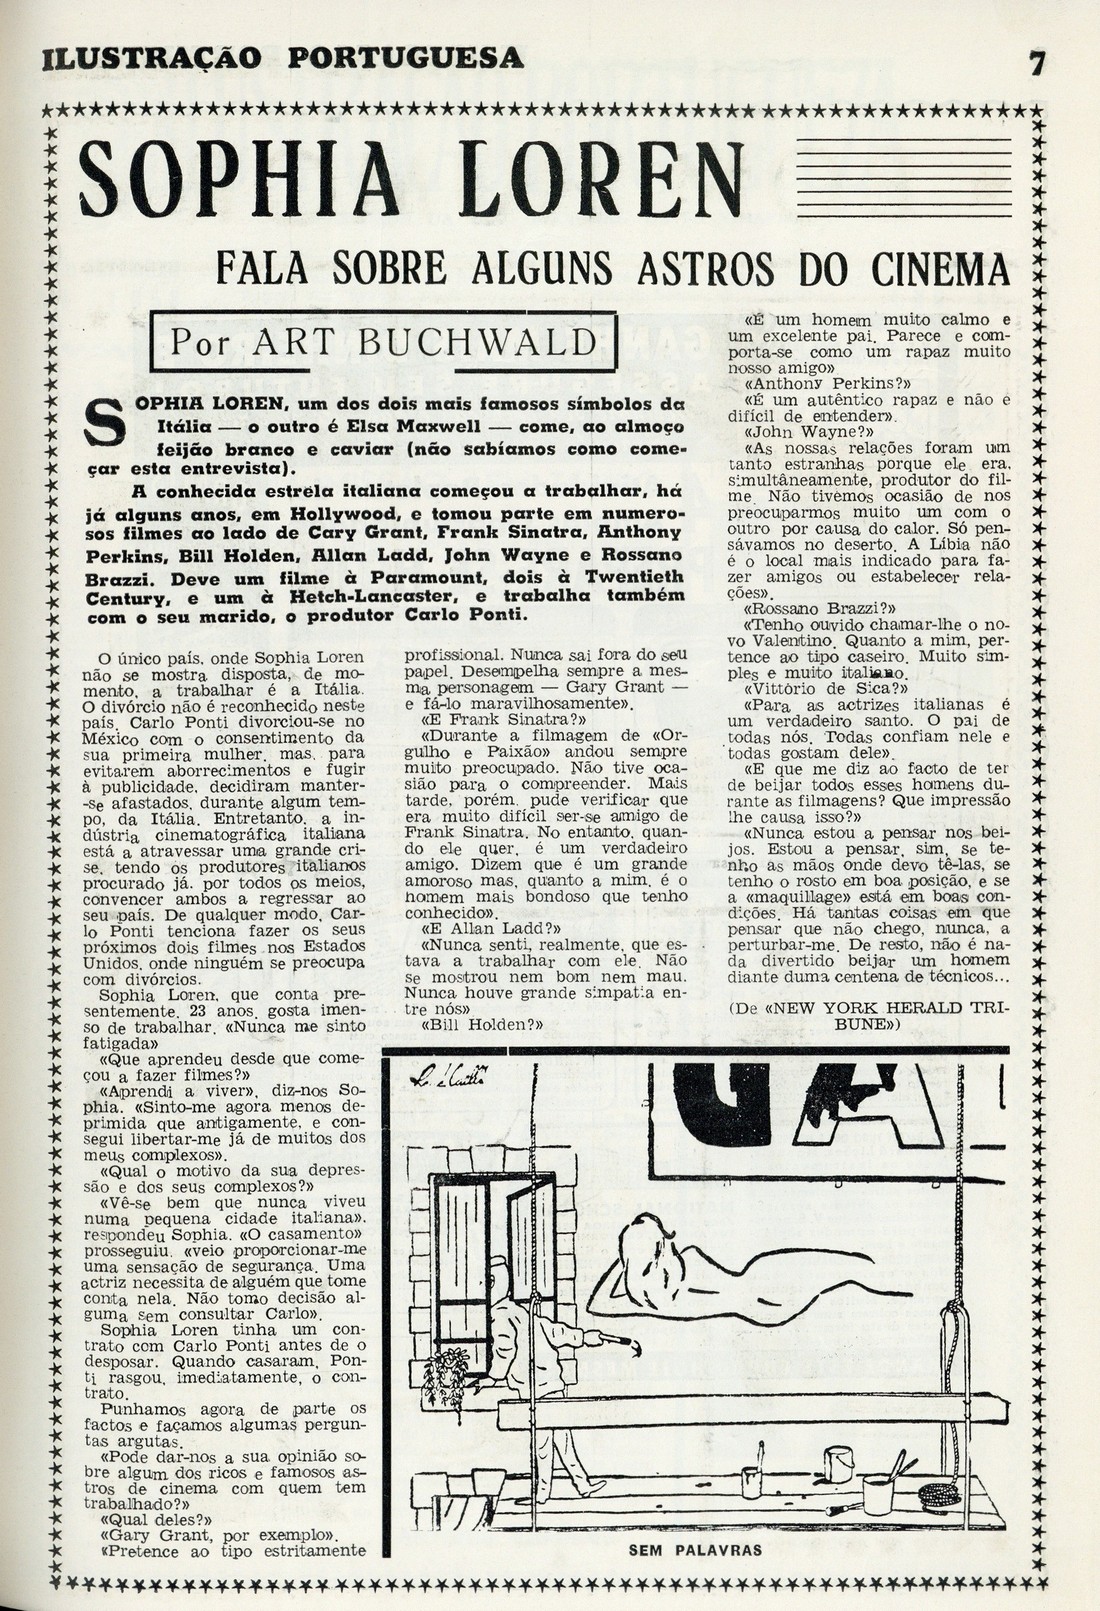 ILUSTRAÇÃO PORTUGUESA
7
SOPHIA LOREN
FALA SOBRE ALGUNS ASTROS DO CINEMA
Por ART BUCHWALD
SOPHIA LOREN, um dos dois mais famosos símbolos da
Itália — o outro é Elsa Maxwell — come, ao almoço
feijão branco e caviar (não sabíamos como come-
çar esta entrevista).
A conhecida estrêla italiana começou a trabalhar, há
já alguns anos, em Hollywood, e tomou parte em numero-
sos filmes ao lado de Cary Grant, Frank Sinatra, Anthony
Perkins, Bill Holden, Allan Ladd, John Wayne e Rossano
Brazzi. Deve um filme à Paramount, dois à Twentieth
Century, e um à Hetch-Lancaster, e trabalha também
com o seu marido, o produtor Carlo Ponti.
O único país, onde Sophia Loren
não se mostra disposta, de mo-
mento, a trabalhar é a Itália.
O divórcio não é reconhecido neste
país. Carlo Ponti divorciou-se no
México com o consentimento da
sua primeira mulher, mas, para
evitarem aborrecimentos e fugir
à publicidade, decidiram manter-
-se afastados, durante algum tem-
po, da Itália. Entretanto, a in-
dústria cinematográfica italiana
está a atravessar uma grande cri-
se, tendo os produtores italianos
procurado já, por todos os meios,
convencer ambos a regressar ao
seu país. De qualquer modo, Car-
lo Ponti tenciona fazer os seus
próximos dois filmes nos Estados
Unidos, onde ninguém se preocupa
com divórcios.
Sophia Loren, que conta pre-
sentemente, 23 anos, gosta imen-
so de trabalhar. «Nunca me sinto
fatigada»
«Que aprendeu desde que come-
çou a fazer filmes?»
«Aprendi a viver», diz-nos So-
phia. «Sinto-me agora menos de-
primida que antigamente, e con-
segui libertar-me já de muitos dos
meus complexos».
«Qual o motivo da sua depres-
são e dos seus complexos?»
«Vê-se bem que nunca viveu
numa pequena cidade italiana»,
respondeu Sophia. «O casamento»
prosseguiu, «veio proporcionar-me
uma sensação de segurança. Uma
actriz necessita de alguém que tome
conta nela. Não tomo decisão al-
guma sem consultar Carlo».
Sophia Loren tinha um con-
trato com Carlo Ponti antes de o
desposar. Quando casaram, Pon-
ti rasgou, imediatamente, o con-
trato.
Punhamos agora de parte os
factos e façamos algumas pergun-
tas argutas.
«Pode dar-nos a sua opinião so-
bre algum dos ricos e famosos as-
tros de cinema com quem tem
trabalhado?»
«Qual deles?»
«Gary Grant, por exemplo».
«Pretence ao tipo estritamente
profissional. Nunca sai fora do seu
papel. Desempelha sempre a mes-
ma personagem — Gary Grant —
e fá-lo maravilhosamente».
«E Frank Sinatra?»
«Durante a filmagem de «Or-
gulho e Paixão» andou sempre
muito preocupado. Não tive oca-
sião para o compreender. Mais
tarde, porém, pude verificar que
era muito difícil ser-se amigo de
Frank Sinatra. No entanto, quan-
do ele quer, é um verdadeiro
amigo. Dizem que é um grande
amoroso mas, quanto a mim, é o
homem mais bondoso que tenho
conhecido».
«E Allan Ladd?»
«Nunca senti, realmente, que es-
tava a trabalhar com ele. Não
se mostrou nem bom nem mau.
Nunca houve grande simpatia en-
tre nós»
«Bill Holden?»
«É um homem muito calmo e
um excelente pai. Parece e com-
porta-se como um rapaz muito
nosso amigo»
«Anthony Perkins?»
«É um autêntico rapaz e não é
difícil de entender».
«John Wayne?»
«As nossas relações foram um
tanto estranhas porque ele era,
simultâneamente, produtor do fil-
me. Não tivemos ocasião de nos
preocuparmos muito um com o
outro por causa do calor. Só pen-
sávamos no deserto. A Líbia não
é o local mais indicado para fa-
zer amigos ou estabelecer rela-
ções».
«Rossano Brazzi?»
«Tenho ouvido chamar-lhe o no-
vo Valentino. Quanto a mim, per-
tence ao tipo caseiro. Muito sim-
ples e muito italiano.
«Vittório de Sica?»
«Para as actrizes italianas é
um verdadeiro santo. O pai de
todas nós. Todas confiam nele e
todas gostam dele».
«E que me diz ao facto de ter
de beijar todos esses homens du-
rante as filmagens? Que impressão
lhe causa isso?»
«Nunca estou a pensar nos bei-
jos. Estou a pensar, sim, se te-
nho as mãos onde devo tê-las, se
tenho o rosto em boa posição, e se
a «maquillage» está em boas con-
dições. Há tantas coisas em que
pensar que não chego, nunca, a
perturbar-me. De resto, não é na-
da divertido beijar um homem
diante duma centena de técnicos...
(De «NEW YORK HERALD TRI-
BUNE»)
GA
SEM PALAVRAS